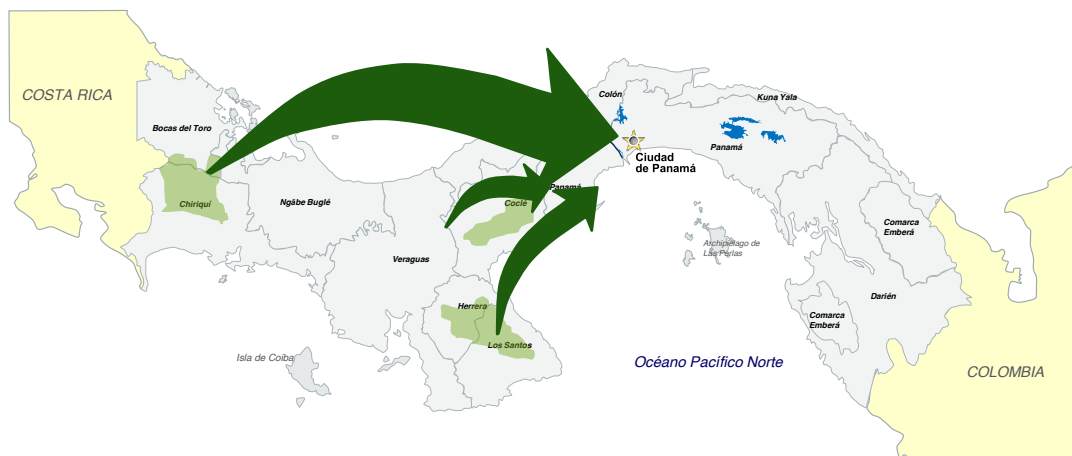 COSTA RICA
Bocas del Toro
Chiriquí
Ngäbe Buglé
Veraguas
Coclé
Herrera
Los Santos
Colón
Panamá
Ciudad
de Panamá
Kuna Yala
Panamá
Archipiélago de
Las Perlas
Comarca
Emberá
Darién
Comarca
Emberá
Isla de Coiba
Océano Pacífico Norte
COLOMBIA